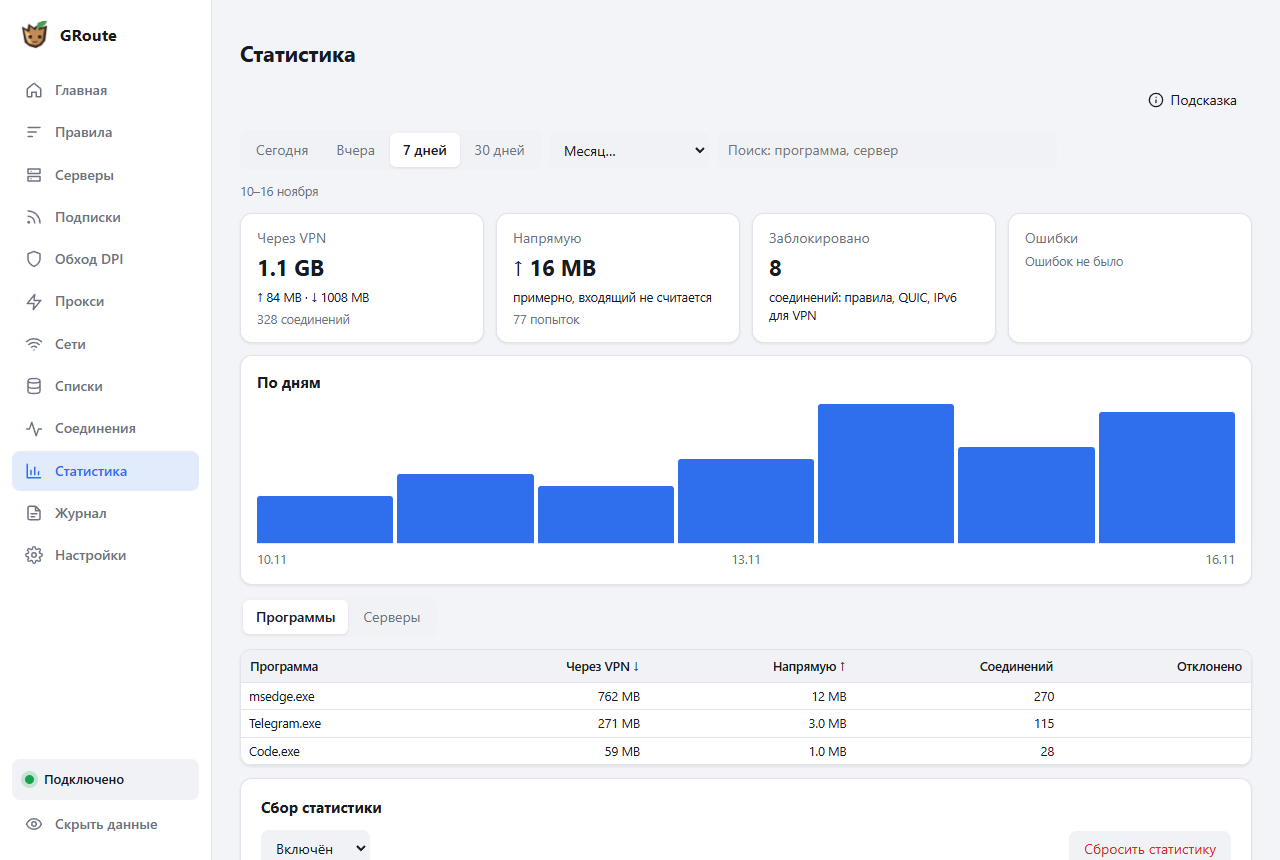 GRoute
Главная
Правила
Серверы
Подписки
Обход DPI
Прокси
Сети
Списки
Соединения
Статистика
Журнал
Настройки
Подключено
Скрыть данные
Статистика
Подсказка
Сегодня Вчера 7 дней 30 дней Месяц... Поиск: программа, сервер
10–16 ноября
Через VPN
1.1 GB
↑ 84 MB · ↓ 1008 MB
328 соединений
Напрямую
↑ 16 MB
примерно, входящий не считается
77 попыток
Заблокировано
8
соединений: правила, QUIC, IPv6
для VPN
Ошибки
Ошибок не было
По дням
10.11 13.11 16.11
Программы Серверы
Программа Через VPN ↓ Напрямую ↑ Соединений Отклонено
msedge.exe 762 MB 12 MB 270
Telegram.exe 271 MB 3.0 MB 115
Code.exe 59 MB 1.0 MB 28
Сбор статистики
Включён Сбросить статистику